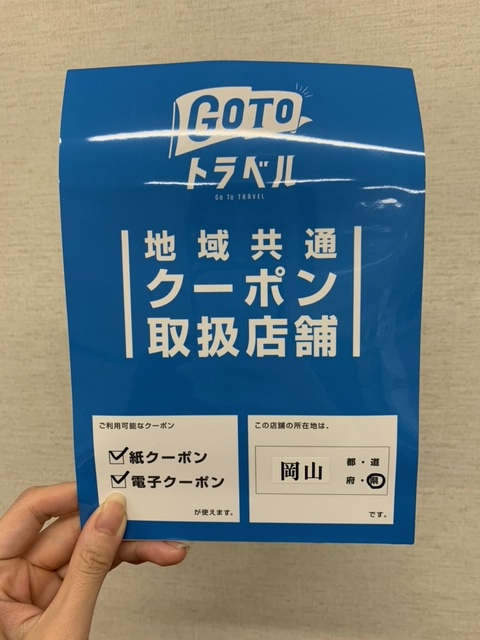 GOTO
トラベル
Go To TRAVEL
地域共通
クーポン
取扱店舗
ご利用可能なクーポン
紙クーポン
電子クーポン
が使えます。
この店舗の所在地は、
岡山
都・道
府・県
です。